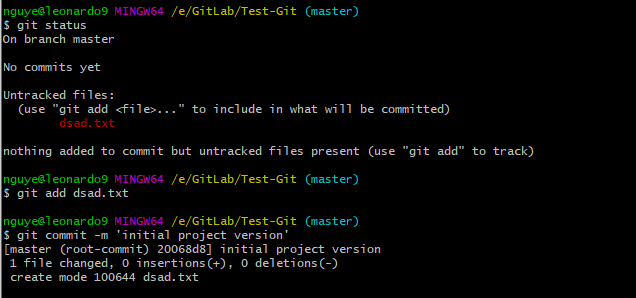 nguye@leonardo9 MINGW64 /e/GitLab/Test-Git (master)
$ git status
On branch master
No commits yet
Untracked files:
(use "git add <file>..." to include in what will be committed)
dsad.txt
nothing added to commit but untracked files present (use "git add" to track)
nguye@leonardo9 MINGW64 /e/GitLab/Test-Git (master)
$ git add dsad.txt
nguye@leonardo9 MINGW64 /e/GitLab/Test-Git (master)
$ git commit -m 'initial project version'
[master (root-commit) 20068d8] initial project version
1 file changed, 0 insertions(+), 0 deletions(-)
create mode 100644 dsad.txt